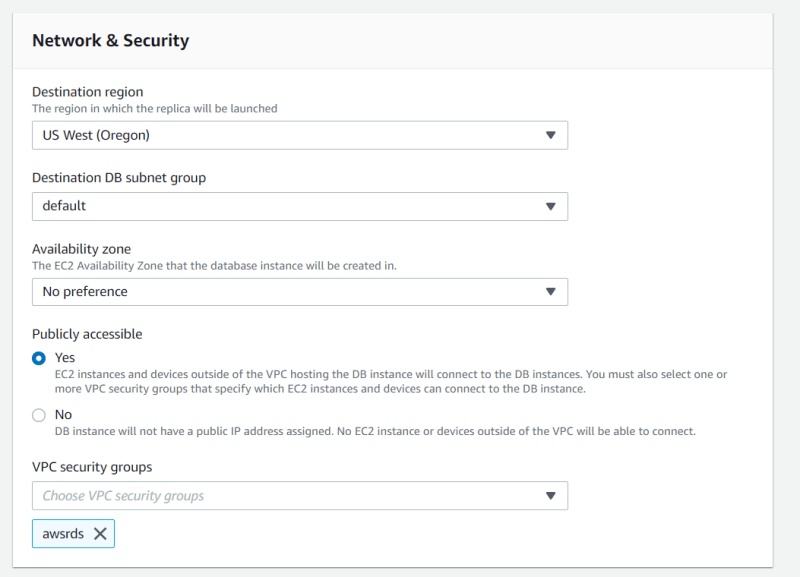 Network & Security
Destination region
The region in which the replica will be launched
US West (Oregon)
Destination DB subnet group
default
Availability zone
The EC2 Availability Zone that the database instance will be created in.
No preference
Publicly accessible
Yes
EC2 instances and devices outside of the VPC hosting the DB instance will connect to the DB instances. You must also select one or
more VPC security groups that specify which EC2 instances and devices can connect to the DB instance.
No
DB instance will not have a public IP address assigned. No EC2 instance or devices outside of the VPC will be able to connect.
VPC security groups
Choose VPC security groups
awsrds